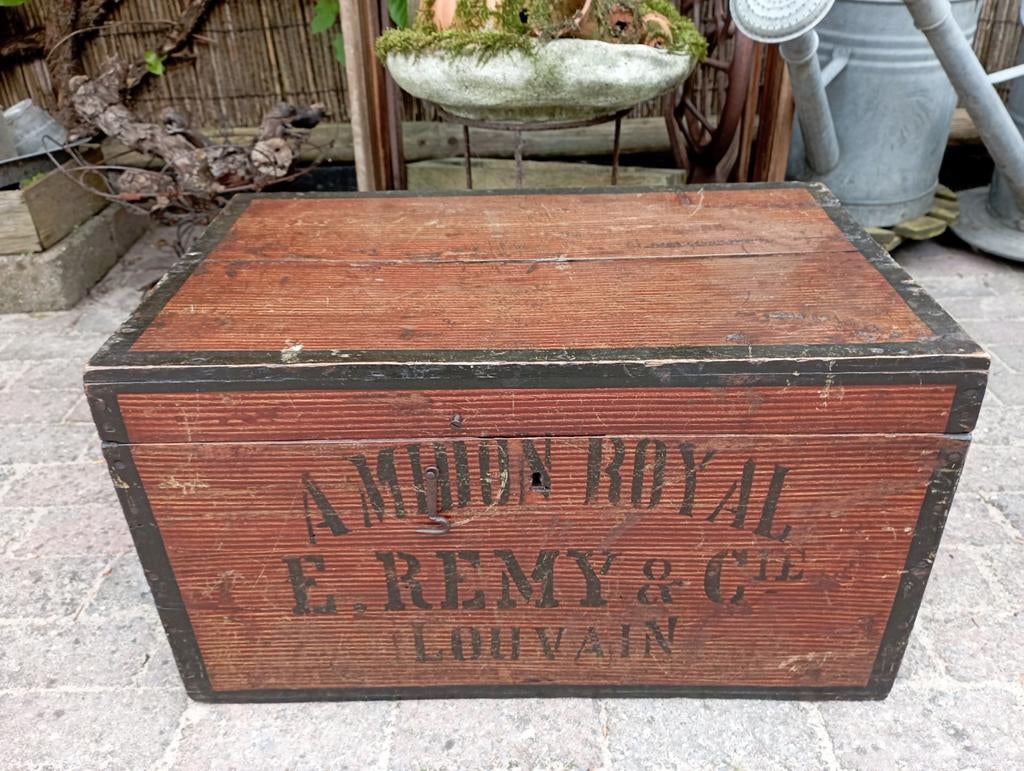 AMIDON ROYAL
E. REMY & CIE
LOUVAIN